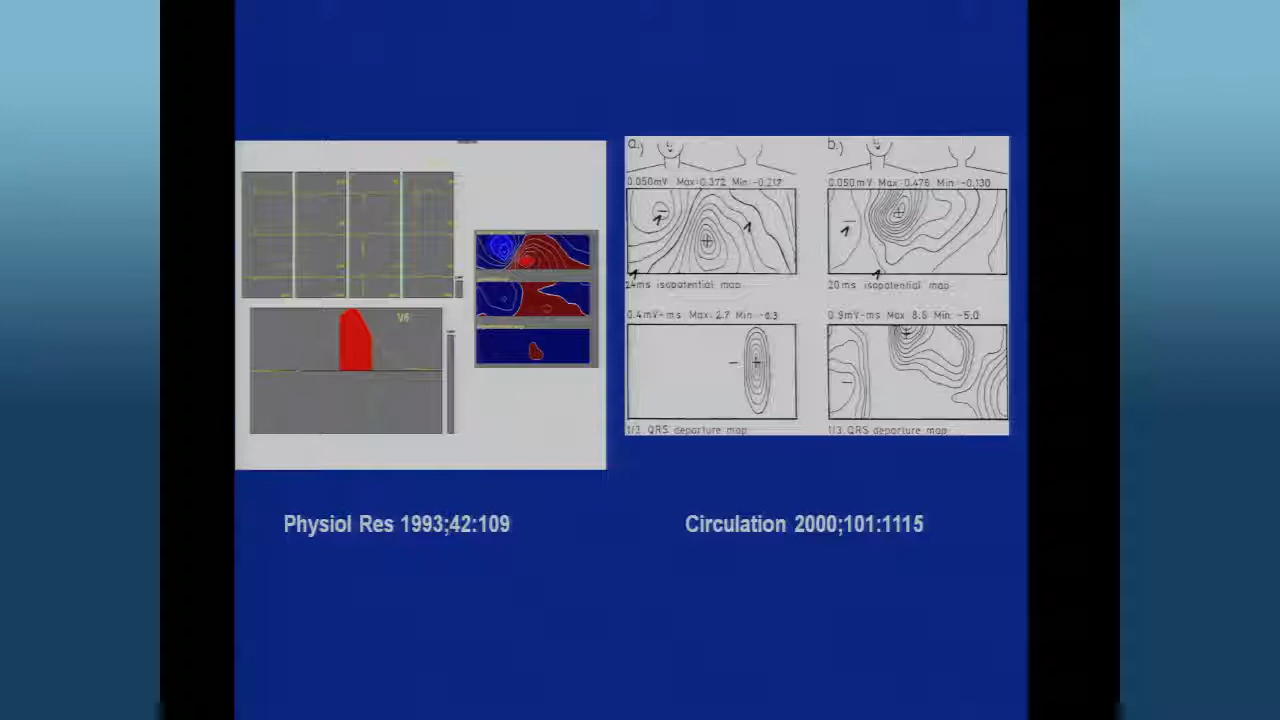 V6
a.)
b.)
0.050mV Max:0.372 Min -0.217
0.050mV Max:0.476 Min -0.130
24ms isopotential map
20ms isopotential map
0.4mV-ms Max: 2.7 Min -6.3
0.9mV-ms Max 8.8 Min -5.0
1/3 QRS departure map
1/3 QRS departure map
Physiol Res 1993;42:109
Circulation 2000;101:1115